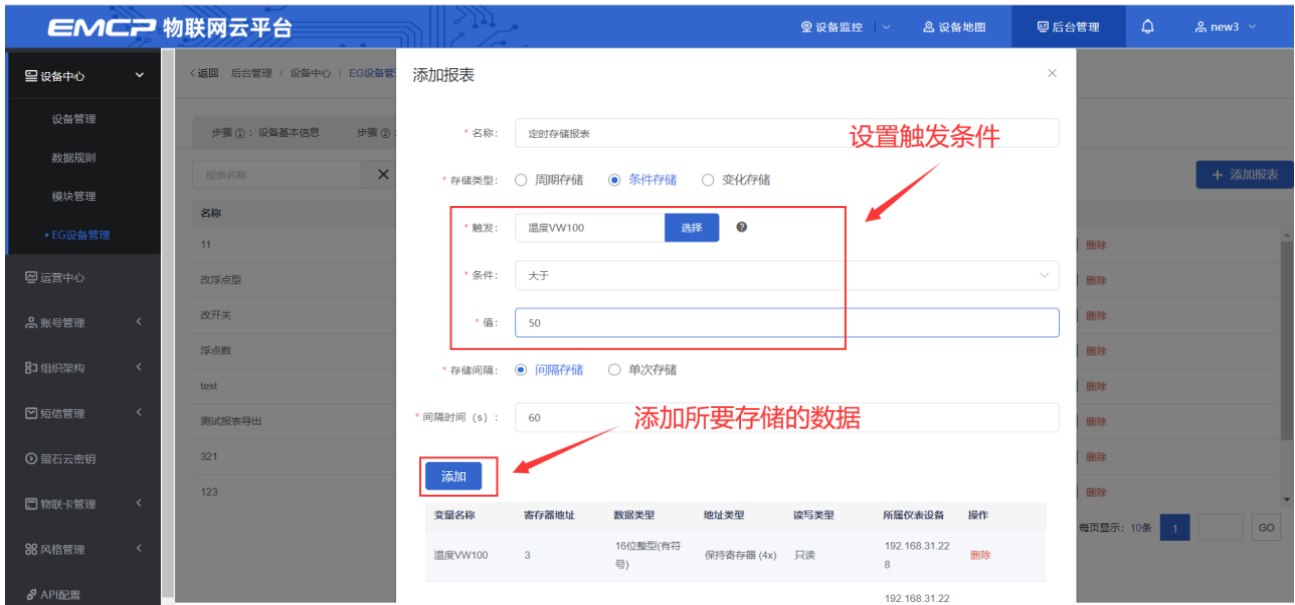 EMCP 物联网云平台
设备监控
设备地图
后台管理
new3
设备中心
设备管理
数据规则
模块管理
•EG设备管理
运营中心
账号管理
组织架构
短信管理
萤石云密钥
物联卡管理
风格管理
API配置
<返回 后台管理 / 设备中心 / EG设备管
步骤①：设备基本信息 步骤②：
报表名称
+ 添加报表
名称
11 删除
改浮点型 删除
改开关 删除
浮点数 删除
test 删除
测试报表导出 删除
321 删除
123 删除
每页显示: 10条 1 GO
添加报表
* 名称: 定时存储报表
设置触发条件
* 存储类型: 周期存储 条件存储 变化存储
* 触发: 温度VW100 选择
* 条件: 大于
* 值: 50
* 存储间隔: 间隔存储 单次存储
* 间隔时间（s）: 60
添加所要存储的数据
添加
变量名称 寄存器地址 数据类型 地址类型 读写类型 所属仪表设备 操作
温度VW100 3 16位整型(有符号) 保持寄存器 (4x) 只读 192.168.31.228 删除
192.168.31.22